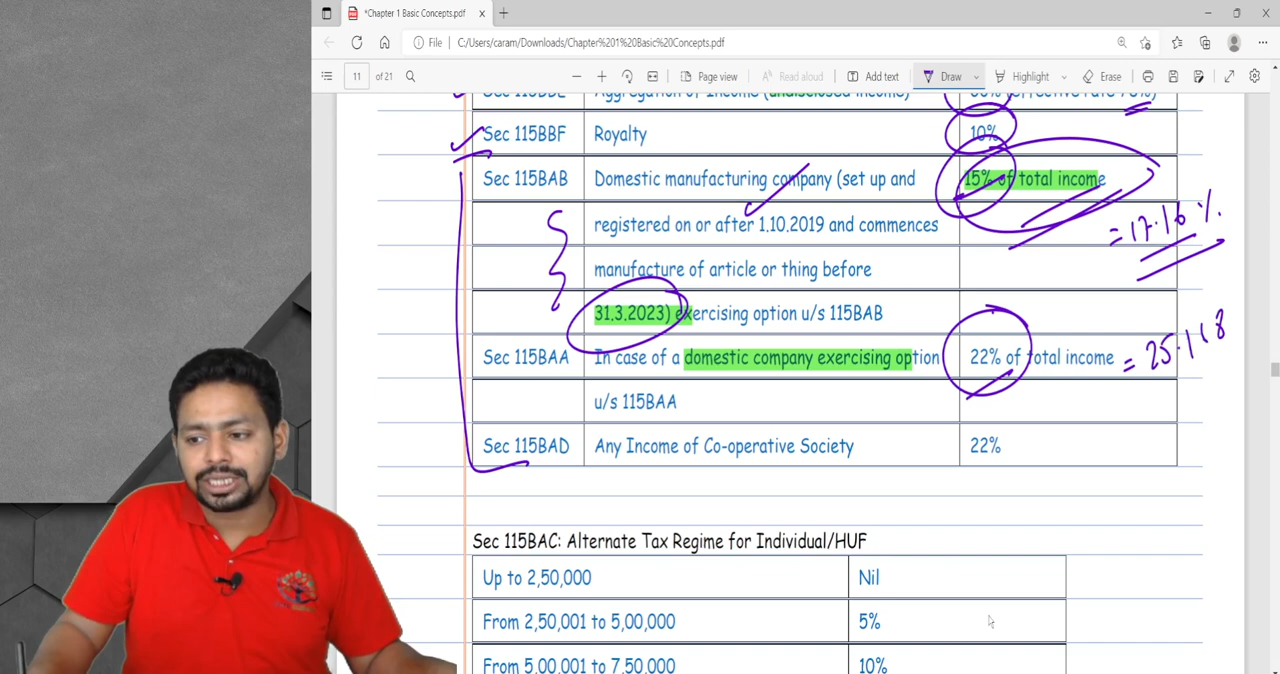 *Chapter 1 Basic Concepts.pdf
File C:/Users/caram/Downloads/Chapter%201%20Basic%20Concepts.pdf
11 of 21 Page view Read aloud Add text Draw Highlight Erase
Aggregation of Income (undisclosed income)
Sec 115BBF Royalty 10%
Sec 115BAB Domestic manufacturing company (set up and 15% of total income
registered on or after 1.10.2019 and commences = 17.16 %
manufacture of article or thing before
31.3.2023) exercising option u/s 115BAB
Sec 115BAA In case of a domestic company exercising option 22% of total income = 25.168
u/s 115BAA
Sec 115BAD Any Income of Co-operative Society 22%
Sec 115BAC: Alternate Tax Regime for Individual/HUF
Up to 2,50,000 Nil
From 2,50,001 to 5,00,000 5%
From 5,00,001 to 7,50,000 10%